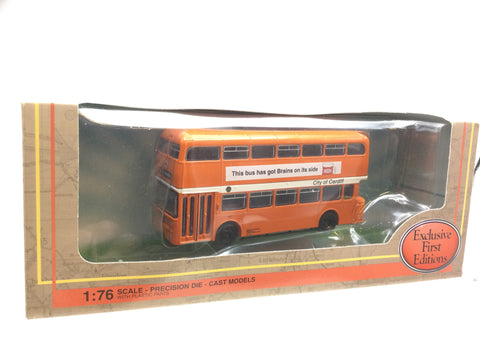 This bus has got Brains on its side
City of Cardiff
Exclusive
First
Editions
1:76 SCALE - PRECISION DIE - CAST MODELS
WITH PLASTIC PARTS